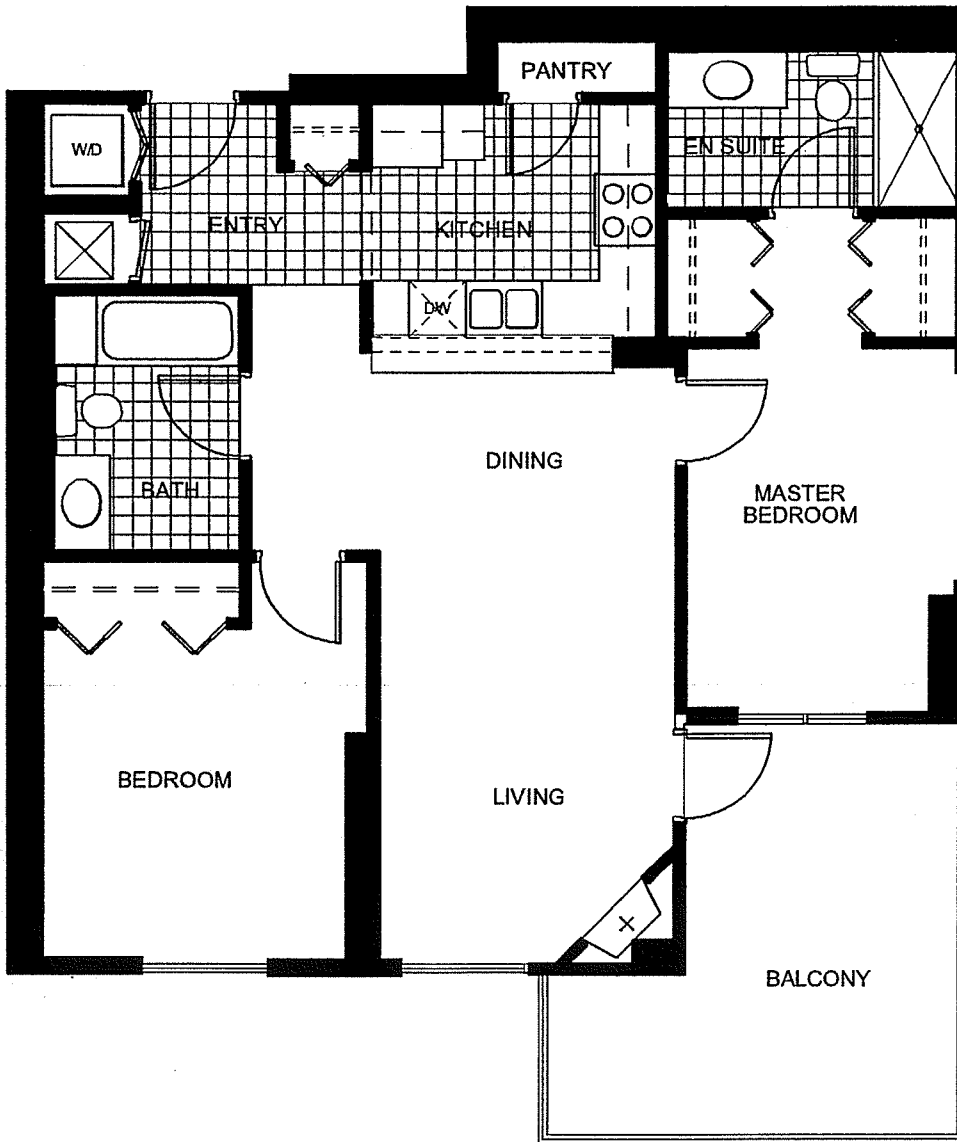 PANTRY
W/D
EN SUITE
ENTRY
KITCHEN
DW
DINING
BATH
MASTER
BEDROOM
BEDROOM
LIVING
BALCONY